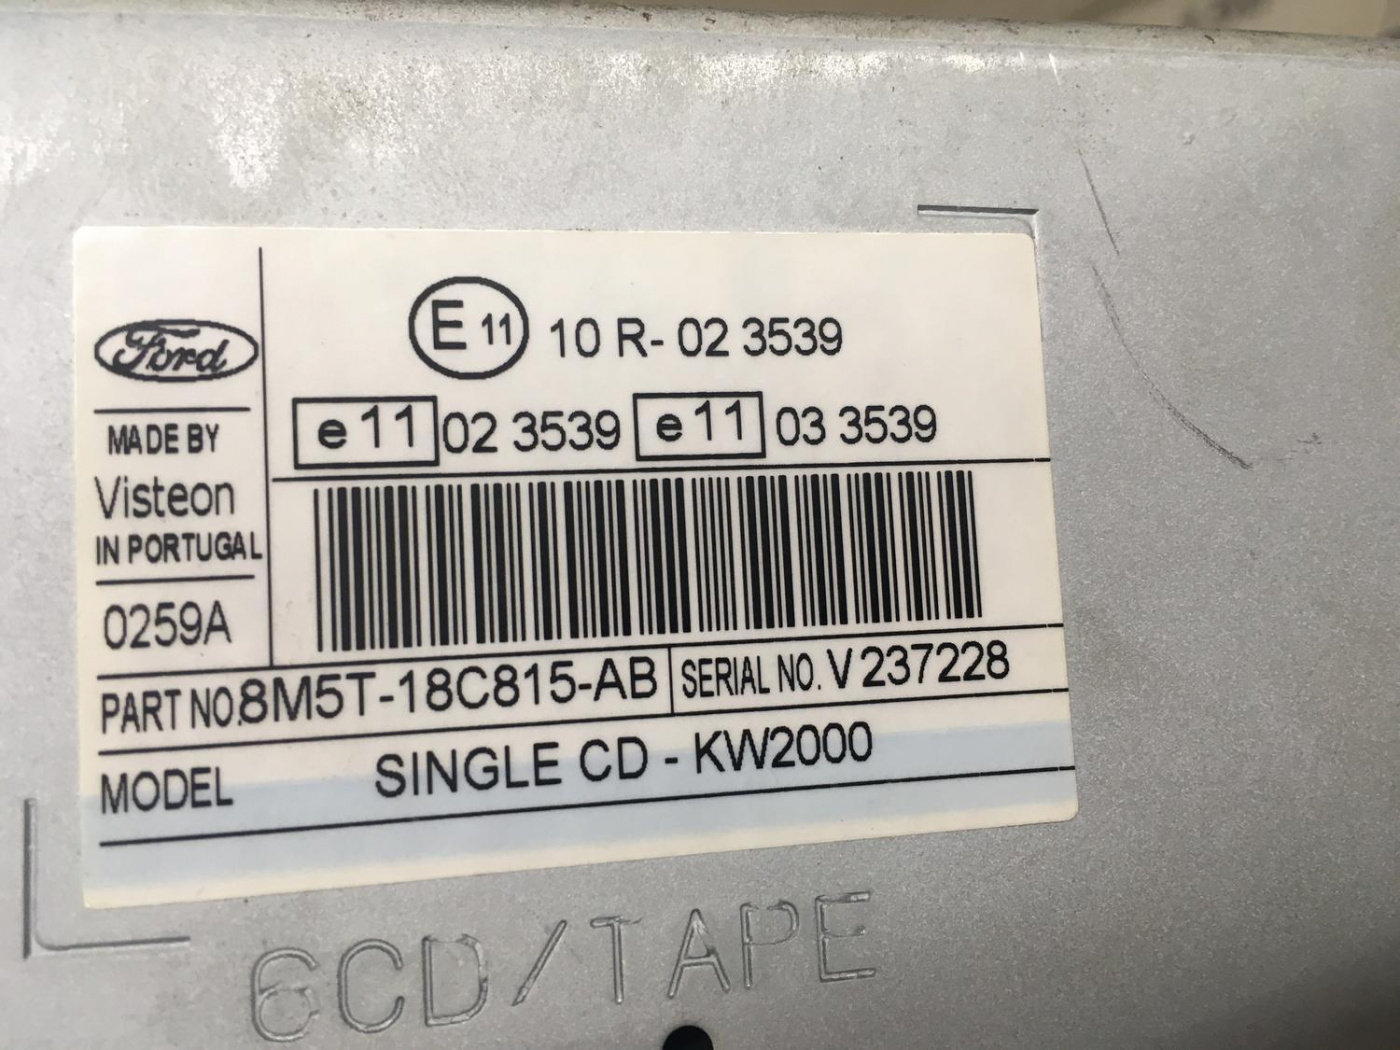 E 11 10 R- 02 3539
Ford
e 11 02 3539 e 11 03 3539
MADE BY
Visteon
IN PORTUGAL
0259A
PART NO. 8M5T-18C815-AB SERIAL NO. V 237228
MODEL SINGLE CD - KW2000
6CD/TAPE